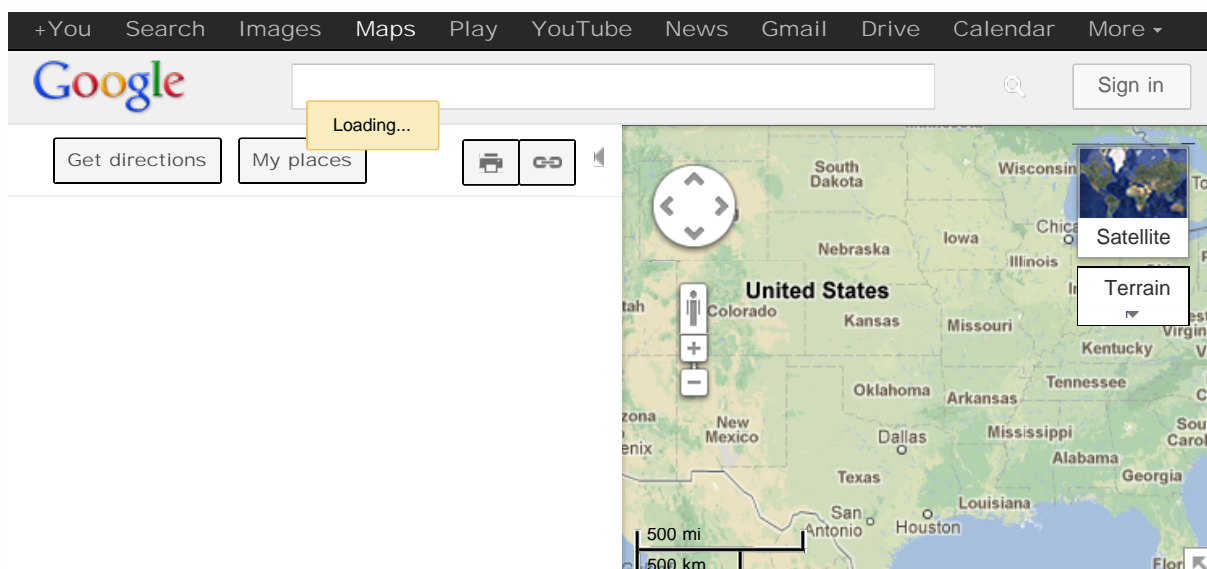 +You Search Images Maps Play YouTube News Gmail Drive Calendar More
Google
Sign in
Loading...
Get directions
My places
South
Dakota
Wisconsin
Satellite
Nebraska
Iowa
Illinois
United States
Terrain
Colorado
Kansas
Missouri
Kentucky
Oklahoma
Arkansas
Tennessee
New
Mexico
Dallas
Mississippi
Alabama
Texas
Georgia
Louisiana
San
Antonio
Houston
500 mi
500 km